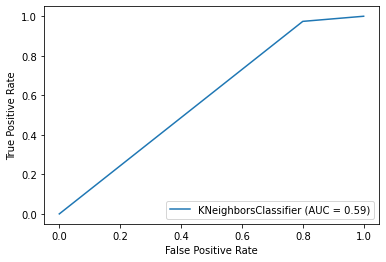 True Positive Rate
1.0
0.8
0.6
0.4
0.2
0.0
KNeighborsClassifier (AUC = 0.59)
0.0 0.2 0.4 0.6 0.8 1.0
False Positive Rate